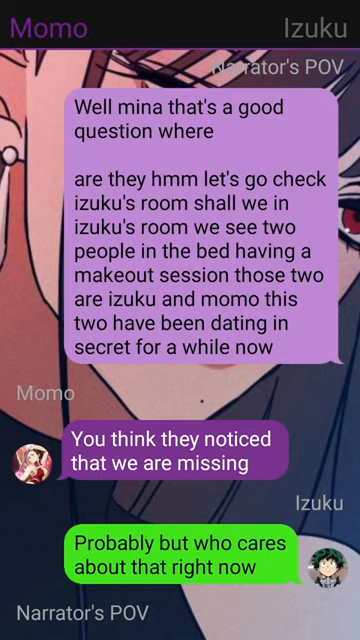 Momo Izuku
Narrator's POV
Well mina that's a good
question where
are they hmm let's go check
izuku's room shall we in
izuku's room we see two
people in the bed having a
makeout session those two
are izuku and momo this
two have been dating in
secret for a while now
Momo
You think they noticed
that we are missing
Izuku
Probably but who cares
about that right now
Narrator's POV